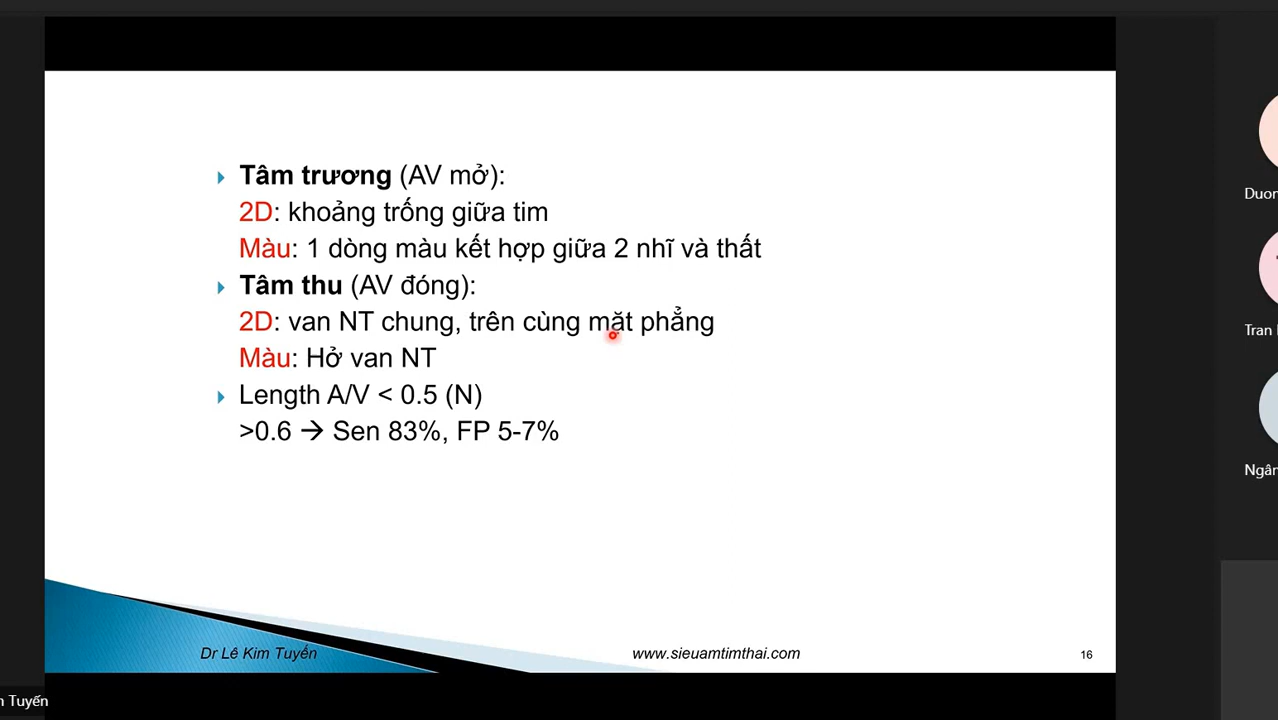 Tâm trương (AV mở):
2D: khoảng trống giữa tim
Màu: 1 dòng màu kết hợp giữa 2 nhĩ và thất
Tâm thu (AV đóng):
2D: van NT chung, trên cùng mặt phẳng
Màu: Hở van NT
Length A/V < 0.5 (N)
>0.6 → Sen 83%, FP 5-7%
Dr Lê Kim Tuyến
www.sieuamtimthai.com
16
Duon
Tran
Ngân
Tuyến